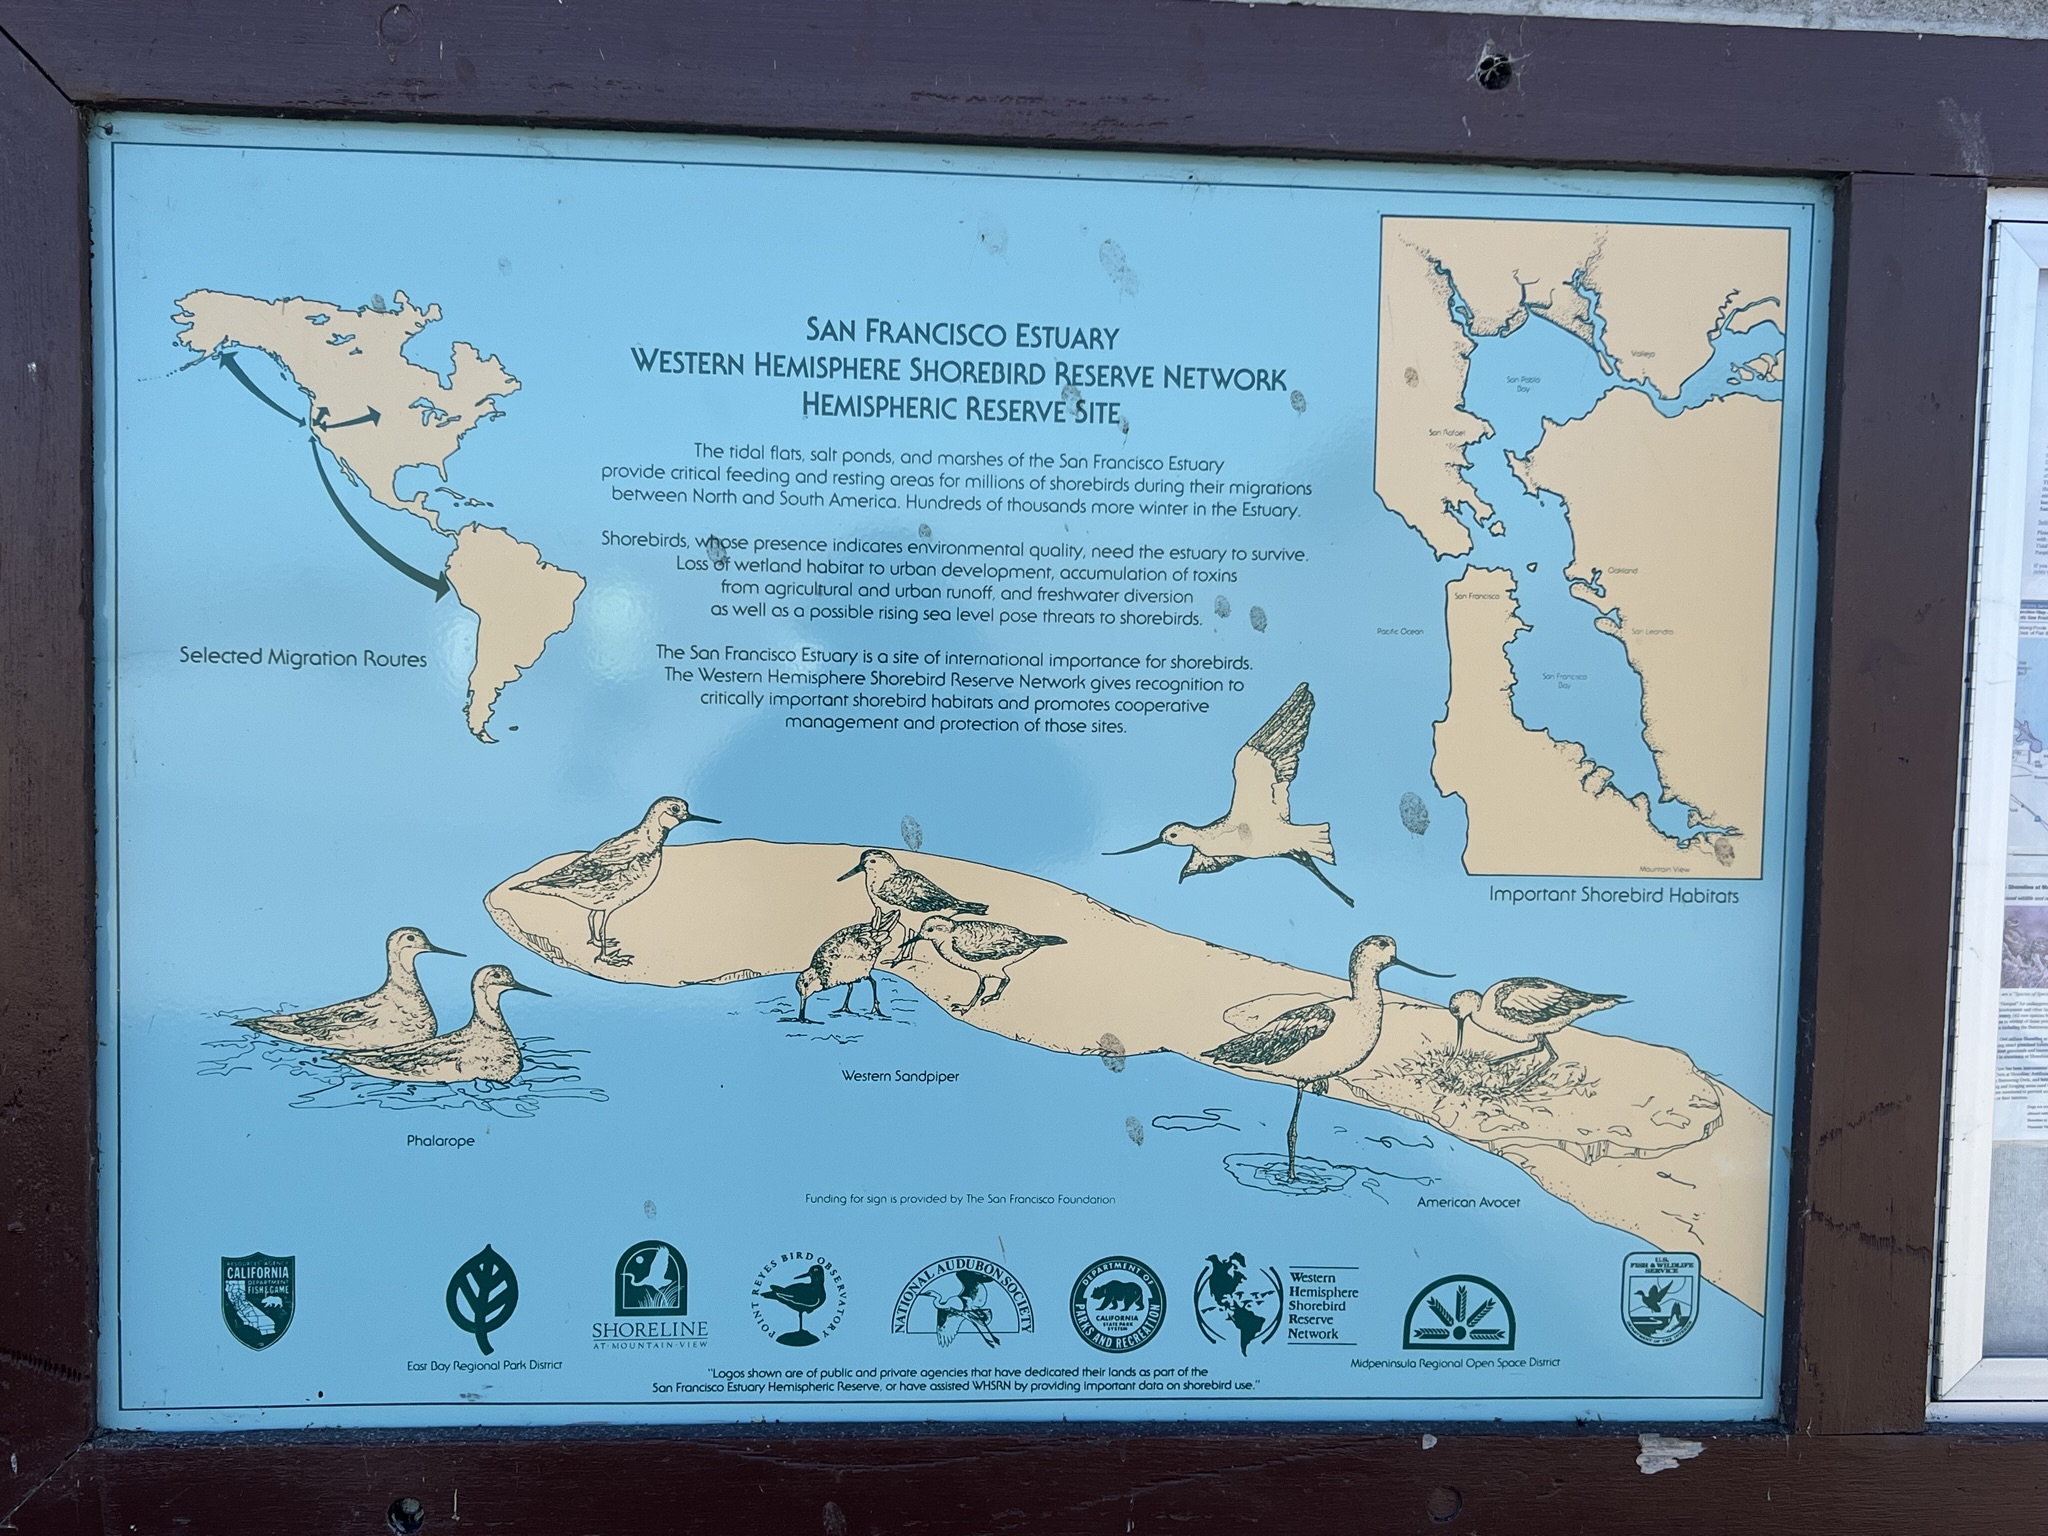 SAN FRANCISCO ESTUARY
WESTERN HEMISPHERE SHOREBIRD RESERVE NETWORK
HEMISPHERIC RESERVE SITE
The tidal flats, salt ponds, and marshes of the San Francisco Estuary
provide critical feeding and resting areas for millions of shorebirds during their migrations
between North and South America. Hundreds of thousands more winter in the Estuary.
Shorebirds, whose presence indicates environmental quality, need the estuary to survive.
Loss of wetland habitat to urban development, accumulation of toxins
from agricultural and urban runoff, and freshwater diversion
as well as a possible rising sea level pose threats to shorebirds.
The San Francisco Estuary is a site of international importance for shorebirds.
The Western Hemisphere Shorebird Reserve Network gives recognition to
critically important shorebird habitats and promotes cooperative
management and protection of those sites.
Selected Migration Routes
Vallejo
San Pablo
Bay
San Rafael
Oakland
San Francisco
Pacific Ocean
San Leandro
San Francisco
Bay
Mountain View
Important Shorebird Habitats
Phalarope
Western Sandpiper
American Avocet
Funding for sign is provided by The San Francisco Foundation
RESOURCES AGENCY
CALIFORNIA
DEPARTMENT
FISH & GAME
East Bay Regional Park District
SHORELINE
AT·MOUNTAIN·VIEW
POINT REYES BIRD OBSERVATORY
NATIONAL AUDUBON SOCIETY
DEPARTMENT OF
PARKS AND RECREATION
CALIFORNIA
STATE PARK
SYSTEM
Western
Hemisphere
Shorebird
Reserve
Network
Midpeninsula Regional Open Space District
U.S.
FISH & WILDLIFE
SERVICE
"Logos shown are of public and private agencies that have dedicated their lands as part of the
San Francisco Estuary Hemispheric Reserve, or have assisted WHSRN by providing important data on shorebird use."